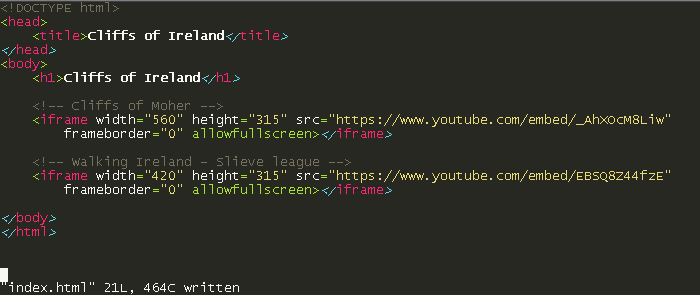 <!DOCTYPE html>
<head>
    <title>Cliffs of Ireland</title>
</head>
<body>
    <h1>Cliffs of Ireland</h1>

    <!-- Cliffs of Moher -->
    <iframe width="560" height="315" src="https://www.youtube.com/embed/_AhXOcM8Liw"
        frameborder="0" allowfullscreen></iframe>

    <!-- Walking Ireland - Slieve league -->
    <iframe width="420" height="315" src="https://www.youtube.com/embed/EBSQ8Z44fzE"
        frameborder="0" allowfullscreen></iframe>

</body>
</html>
"index.html" 21L, 464C written